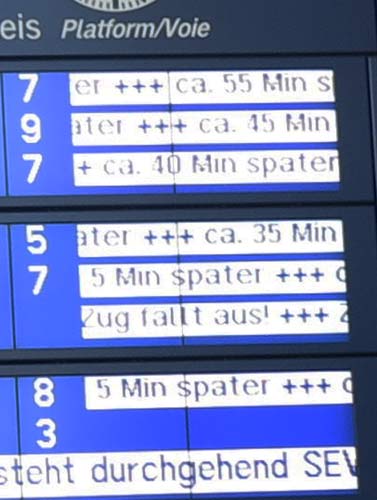 eis Platform/Voie
7 er +++ ca. 55 Min s
9 ater +++ ca. 45 Min
7 + ca. 40 Min spater
5 ater +++ ca. 35 Min
7 5 Min spater +++ c
Zug fallt aus! +++ Z
8 5 Min spater +++ c
3
steht durchgehend SEV